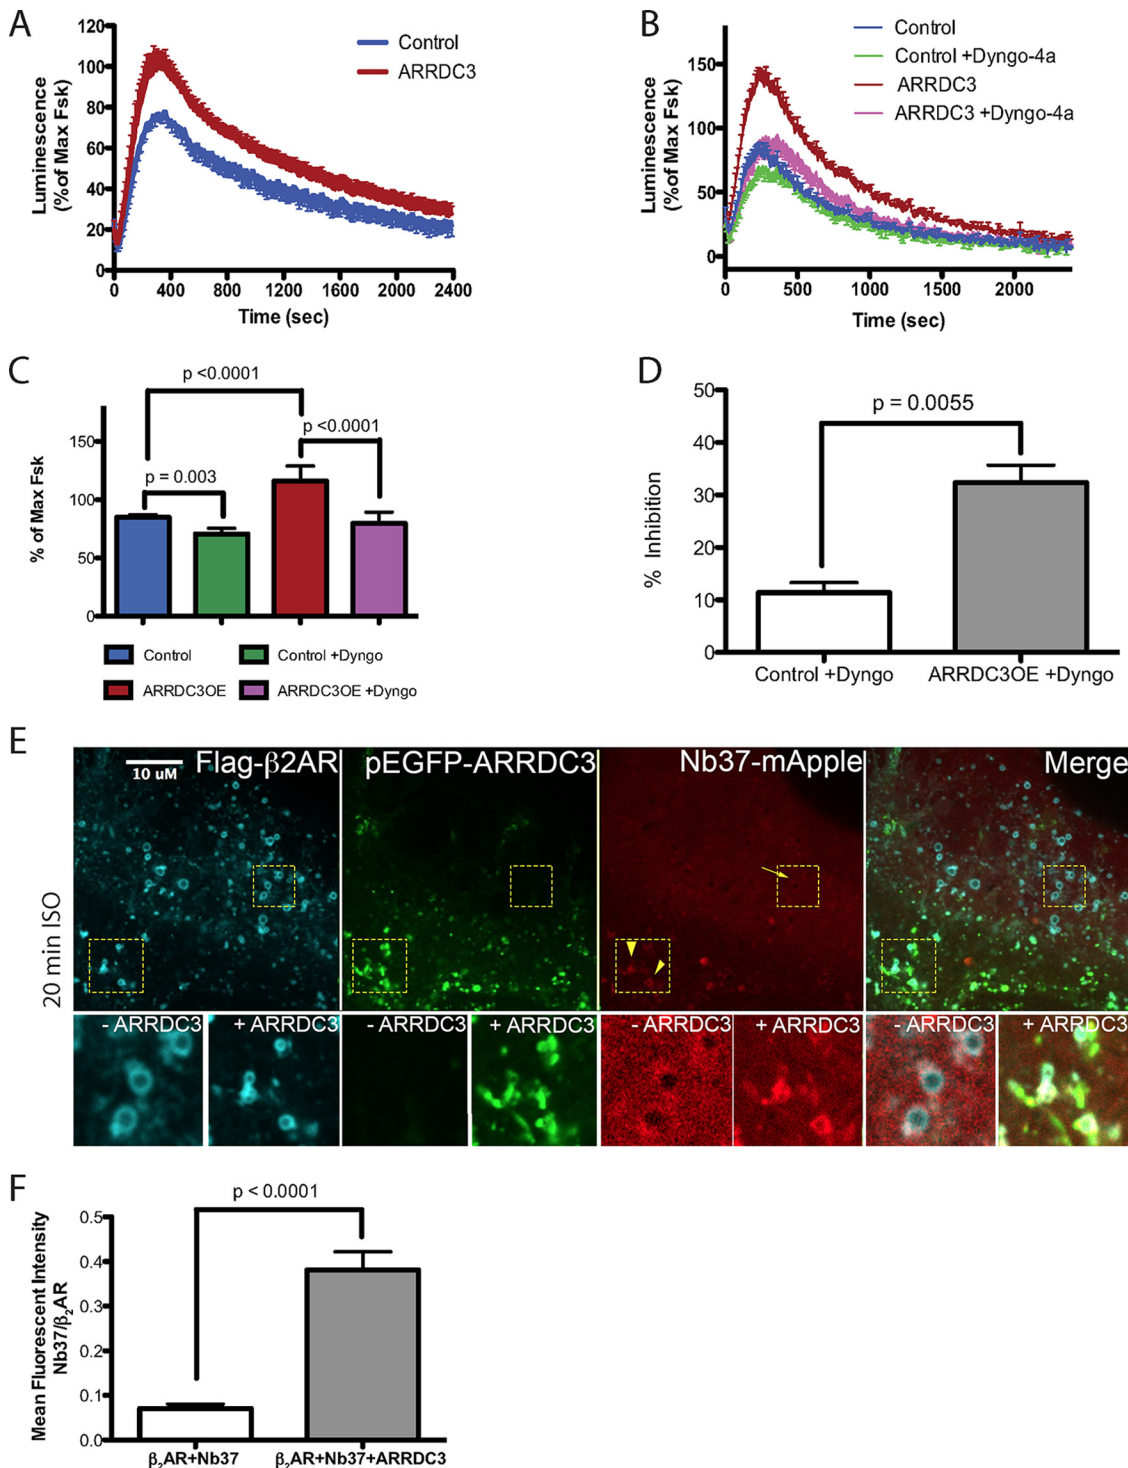 A
120
100
80
60
40
20
0
Luminescence
(%of Max Fsk)
0 400 800 1200 1600 2000 2400
Time (sec)
Control
ARRDC3
B
150
100
50
0
Luminescence
(%of Max Fsk)
0 500 1000 1500 2000
Time (sec)
Control
Control +Dyngo-4a
ARRDC3
ARRDC3 +Dyngo-4a
C
p <0.0001
p <0.0001
p = 0.003
150
100
50
0
% of Max Fsk
Control
Control +Dyngo
ARRDC3OE
ARRDC3OE +Dyngo
D
50
40
30
20
10
0
% Inhibition
p = 0.0055
Control +Dyngo ARRDC3OE +Dyngo
E
20 min ISO
10 uM
Flag-β2AR
pEGFP-ARRDC3
Nb37-mApple
Merge
- ARRDC3 + ARRDC3 - ARRDC3 + ARRDC3 - ARRDC3 + ARRDC3 - ARRDC3 + ARRDC3
F
p < 0.0001
0.5
0.4
0.3
0.2
0.1
0.0
Mean Fluorescent Intensity
Nb37/β₂AR
β₂AR+Nb37 β₂AR+Nb37+ARRDC3